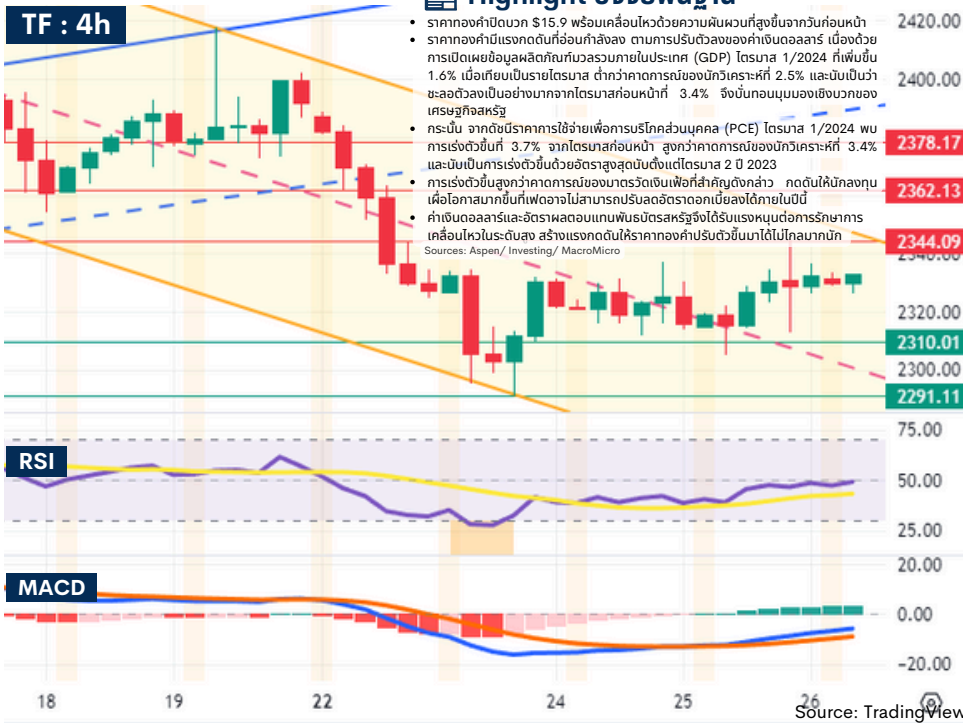 TF : 4h
Highlight ปัจจัยพื้นฐาน
• ราคาทองคำปิดบวก $15.9 พร้อมเคลื่อนไหวด้วยความผันผวนที่สูงขึ้นจากวันก่อนหน้า
• ราคาทองคำมีแรงกดดันที่อ่อนกำลังลง ตามการปรับตัวลงของค่าเงินดอลลาร์ เนื่องด้วย
การเปิดเผยข้อมูลผลิตภัณฑ์มวลรวมภายในประเทศ (GDP) ไตรมาส 1/2024 ที่เพิ่มขึ้น
1.6% เมื่อเทียบเป็นรายไตรมาส ต่ำกว่าคาดการณ์ของนักวิเคราะห์ที่ 2.5% และนับเป็นว่า
ชะลอตัวลงเป็นอย่างมากจากไตรมาสก่อนหน้าที่ 3.4% จึงบั่นทอนมุมมองเชิงบวกของ
เศรษฐกิจสหรัฐ
• กระนั้น จากดัชนีราคาการใช้จ่ายเพื่อการบริโภคส่วนบุคคล (PCE) ไตรมาส 1/2024 พบ
การเร่งตัวขึ้นที่ 3.7% จากไตรมาสก่อนหน้า สูงกว่าคาดการณ์ของนักวิเคราะห์ที่ 3.4%
และนับเป็นการเร่งตัวขึ้นด้วยอัตราสูงสุดนับตั้งแต่ไตรมาส 2 ปี 2023
• การเร่งตัวขึ้นสูงกว่าคาดการณ์ของมาตรวัดเงินเฟ้อที่สำคัญดังกล่าว กดดันให้นักลงทุน
เผื่อโอกาสมากขึ้นที่เฟดอาจไม่สามารถปรับลดอัตราดอกเบี้ยลงได้ภายในปีนี้
• ค่าเงินดอลลาร์และอัตราผลตอบแทนพันธบัตรสหรัฐจึงได้รับแรงหนุนต่อการรักษาการ
เคลื่อนไหวในระดับสูง สร้างแรงกดดันให้ราคาทองคำปรับตัวขึ้นมาได้ไม่ไกลมากนัก
Sources: Aspen/ Investing/ MacroMicro
2420.00
2400.00
2378.17
2362.13
2344.09
2340.00
2320.00
2310.01
2300.00
2291.11
RSI
75.00
50.00
25.00
MACD
20.00
0.00
−20.00
18 19 22 24 25 26
Source: TradingView